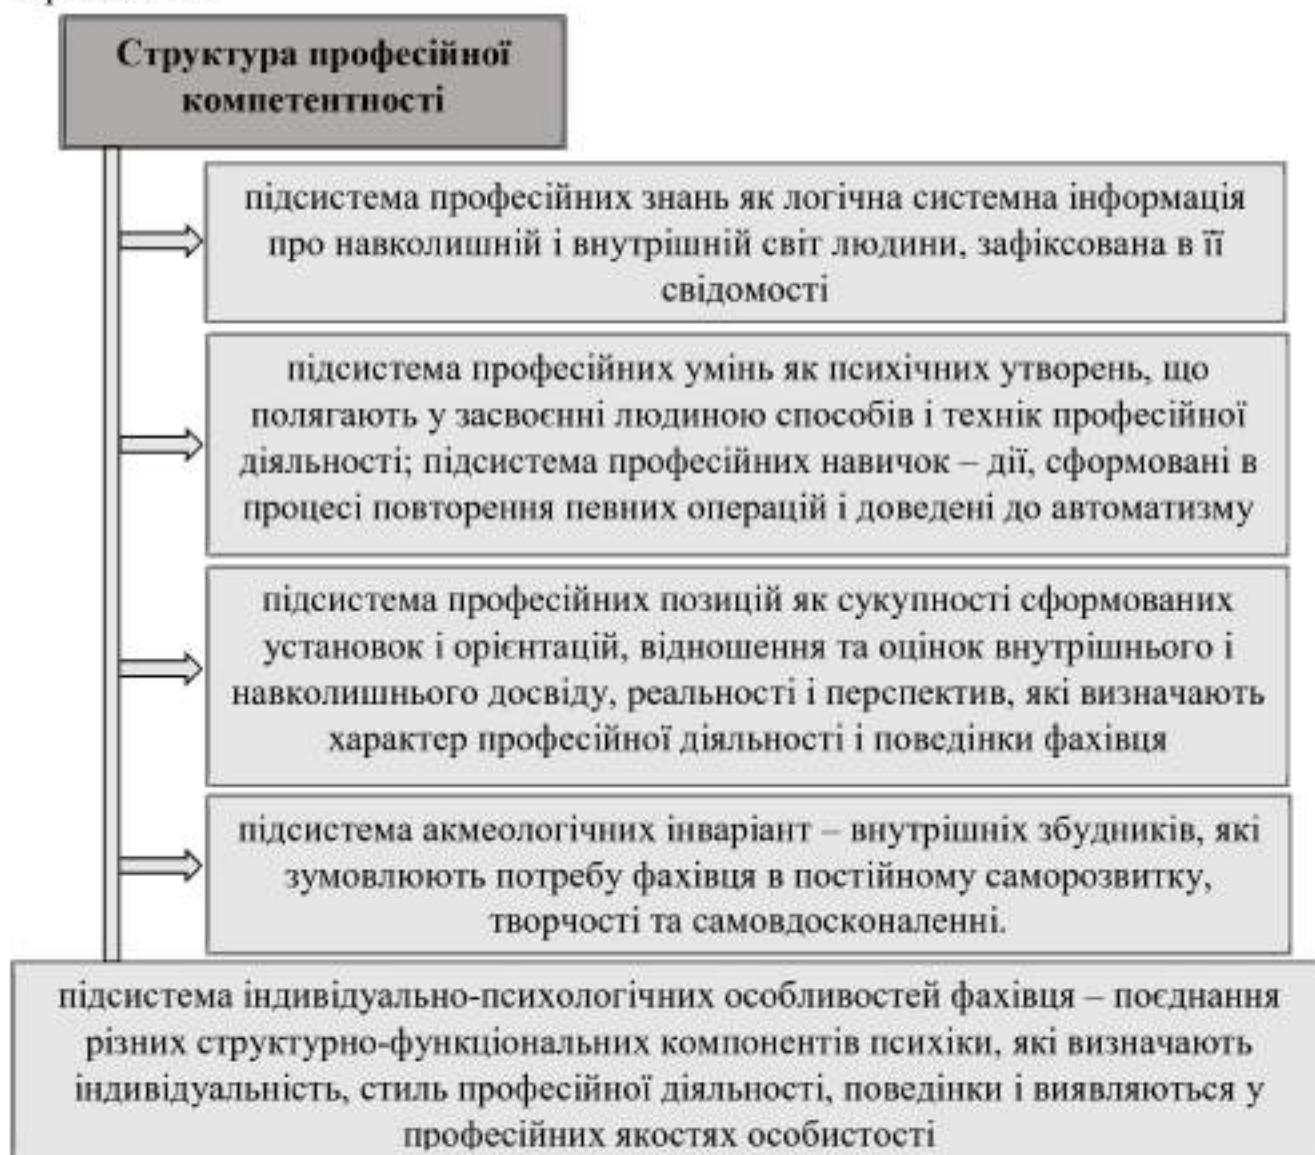 Структура професійної
компетентності
підсистема професійних знань як логічна системна інформація
про навколишній і внутрішній світ людини, зафіксована в її
свідомості
підсистема професійних умінь як психічних утворень, що
полягають у засвоєнні людиною способів і технік професійної
діяльності; підсистема професійних навичок – дії, сформовані в
процесі повторення певних операцій і доведені до автоматизму
підсистема професійних позицій як сукупності сформованих
установок і орієнтацій, відношення та оцінок внутрішнього і
навколишнього досвіду, реальності і перспектив, які визначають
характер професійної діяльності і поведінки фахівця
підсистема акмеологічних інваріант – внутрішніх збудників, які
зумовлюють потребу фахівця в постійному саморозвитку,
творчості та самовдосконаленні.
підсистема індивідуально-психологічних особливостей фахівця – поєднання
різних структурно-функціональних компонентів психіки, які визначають
індивідуальність, стиль професійної діяльності, поведінки і виявляються у
професійних якостях особистості